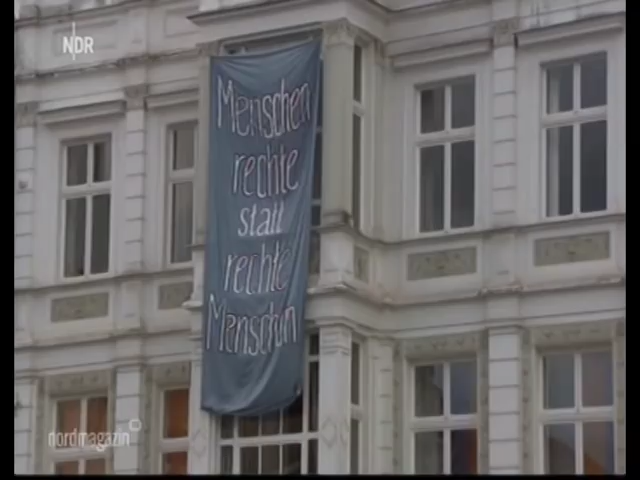 NDR
Menschen
rechte
statt
rechte
Menschen
nordmagazin